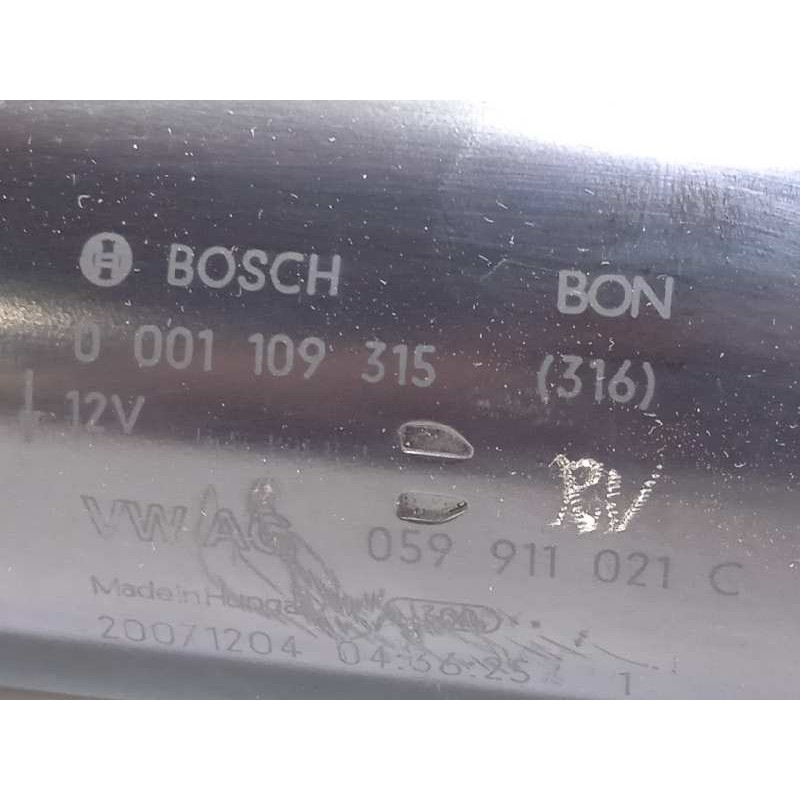 BOSCH BON
0 001 109 315 (316)
12V
RV
VW AG 059 911 021 C
Made in Hungary
20071204 04:36:25 1